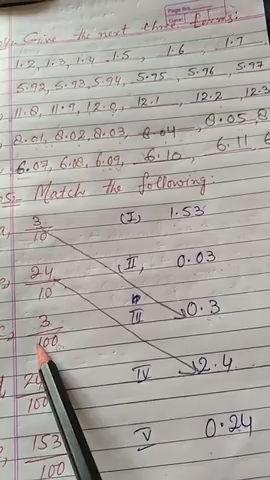 Page No.
Give the next three terms:
1.2, 1.3, 1.4 1.5, 1.6, 1.7
5.92, 5.93, 5.94, 5.95, 5.96, 5.97
11.8, 11.9, 12.0, 12.1, 12.2, 12.3
8.01, 8.02, 8.03, 8.04, 8.05
6.07, 6.08, 6.09, 6.10, 6.11
Match the following:
a, 3/10 (I) 1.53
24/10 II, 0.03
III 0.3
3/100
IV 2.4
24/100
V 0.24
153/100